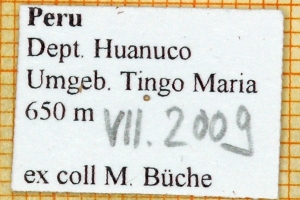 Peru
Dept. Huanuco
Umgeb. Tingo Maria
650 m VII. 2009
ex coll M. Büche